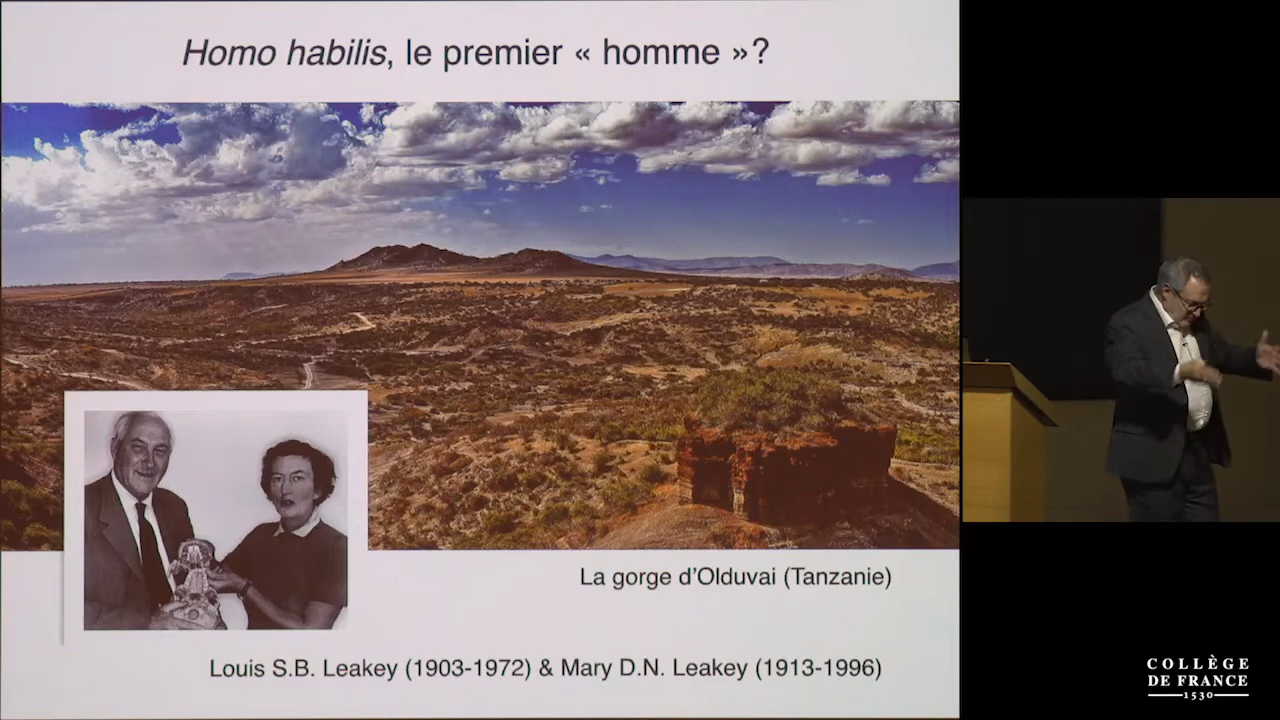 Homo habilis, le premier « homme » ?
La gorge d'Olduvai (Tanzanie)
Louis S.B. Leakey (1903-1972) & Mary D.N. Leakey (1913-1996)
COLLÈGE
DE FRANCE
1530